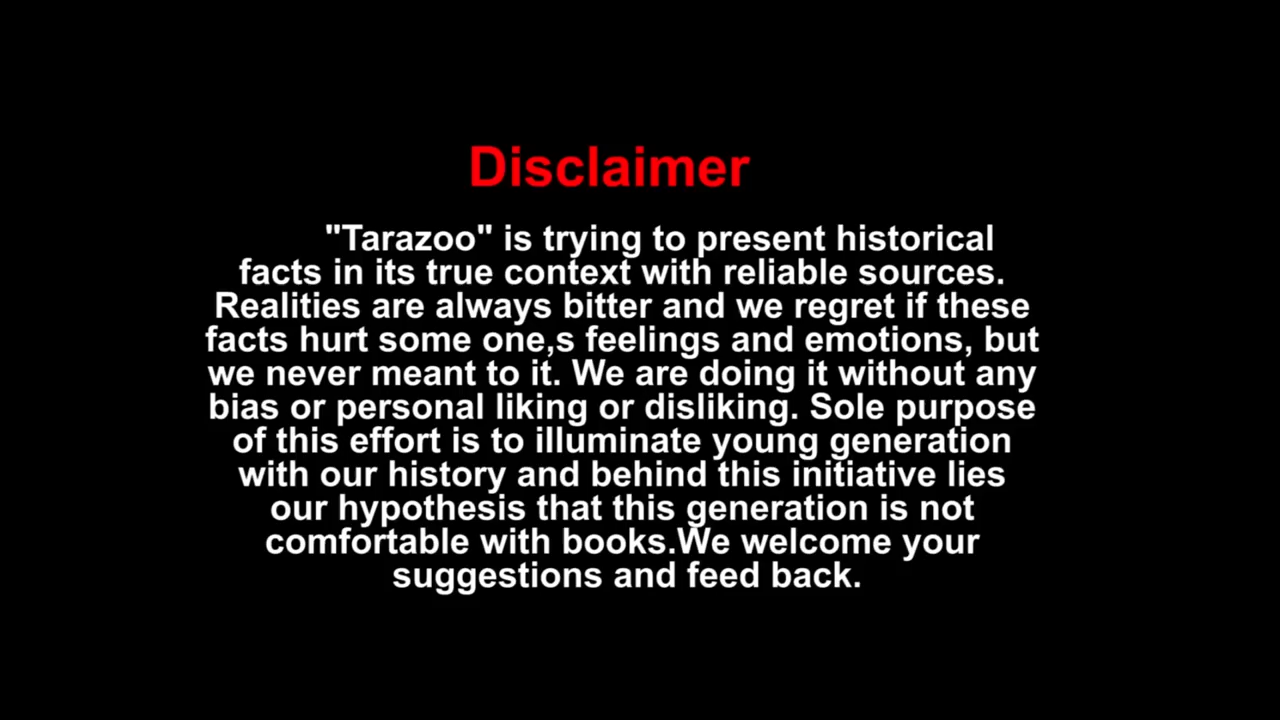 Disclaimer
"Tarazoo" is trying to present historical
facts in its true context with reliable sources.
Realities are always bitter and we regret if these
facts hurt some one,s feelings and emotions, but
we never meant to it. We are doing it without any
bias or personal liking or disliking. Sole purpose
of this effort is to illuminate young generation
with our history and behind this initiative lies
our hypothesis that this generation is not
comfortable with books.We welcome your
suggestions and feed back.